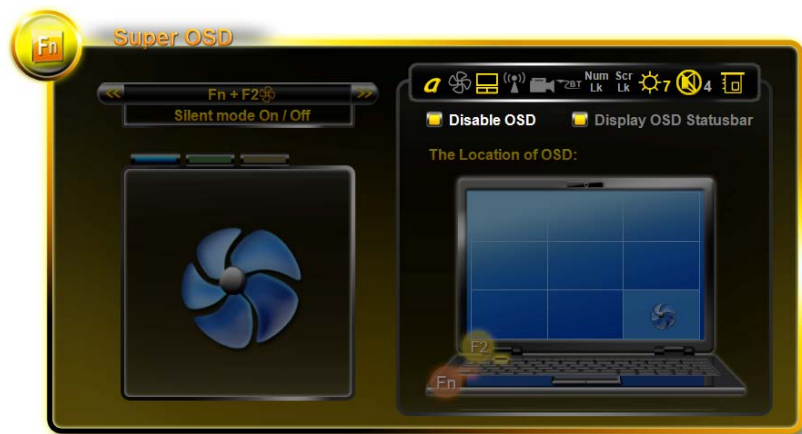 Fn
Super OSD
<< Fn + F2 >>
Silent mode On / Off
a BT Num Lk Scr Lk 7 4
Disable OSD Display OSD Statusbar
The Location of OSD:
F2
Fn